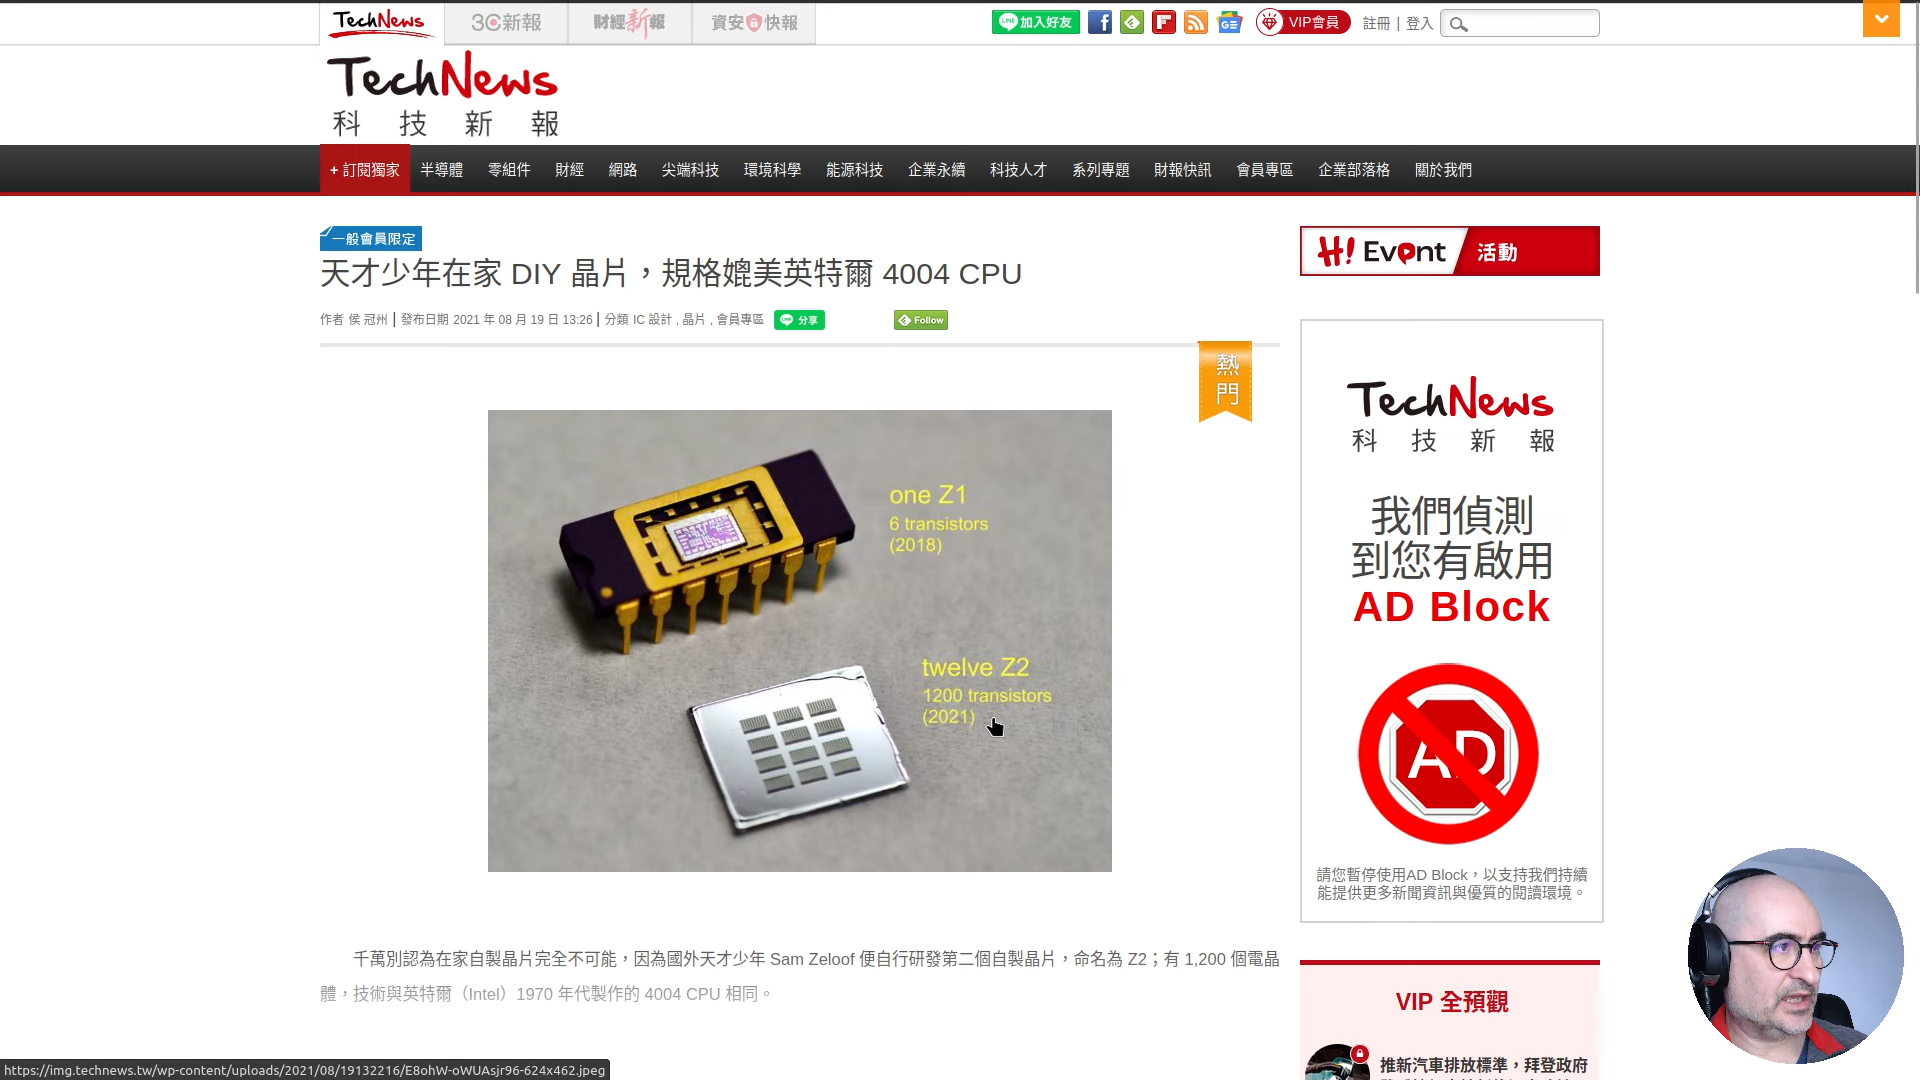 TechNews
3C新報
財經新報
資安快報
LINE 加入好友
VIP會員
註冊 | 登入
TechNews
科技新報
+ 訂閱獨家 半導體 零組件 財經 網路 尖端科技 環境科學 能源科技 企業永續 科技人才 系列專題 財報快訊 會員專區 企業部落格 關於我們
一般會員限定
天才少年在家 DIY 晶片，規格媲美英特爾 4004 CPU
作者 侯 冠州 | 發布日期 2021 年 08 月 19 日 13:26 | 分類 IC 設計 , 晶片 , 會員專區
分享
Follow
熱門
one Z1
6 transistors
(2018)
twelve Z2
1200 transistors
(2021)
千萬別認為在家自製晶片完全不可能，因為國外天才少年 Sam Zeloof 便自行研發第二個自製晶片，命名為 Z2；有 1,200 個電晶
體，技術與英特爾（Intel）1970 年代製作的 4004 CPU 相同。
H! Event 活動
TechNews
科技新報
我們偵測
到您有啟用
AD Block
AD
請您暫停使用AD Block，以支持我們持續
能提供更多新聞資訊與優質的閱讀環境。
VIP 全預觀
推新汽車排放標準，拜登政府
https://img.technews.tw/wp-content/uploads/2021/08/19132216/E8ohW-oWUAsjr96-624x462.jpeg